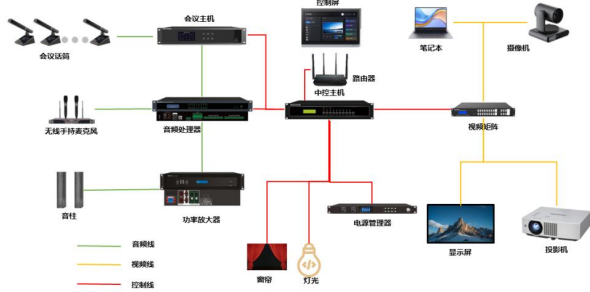 控制屏
会议主机
笔记本
摄像机
会议话筒
路由器
中控主机
无线手持麦克风
音频处理器
视频矩阵
音柱
功率放大器
电源管理器
显示屏
投影机
音频线
视频线
控制线
窗帘
灯光